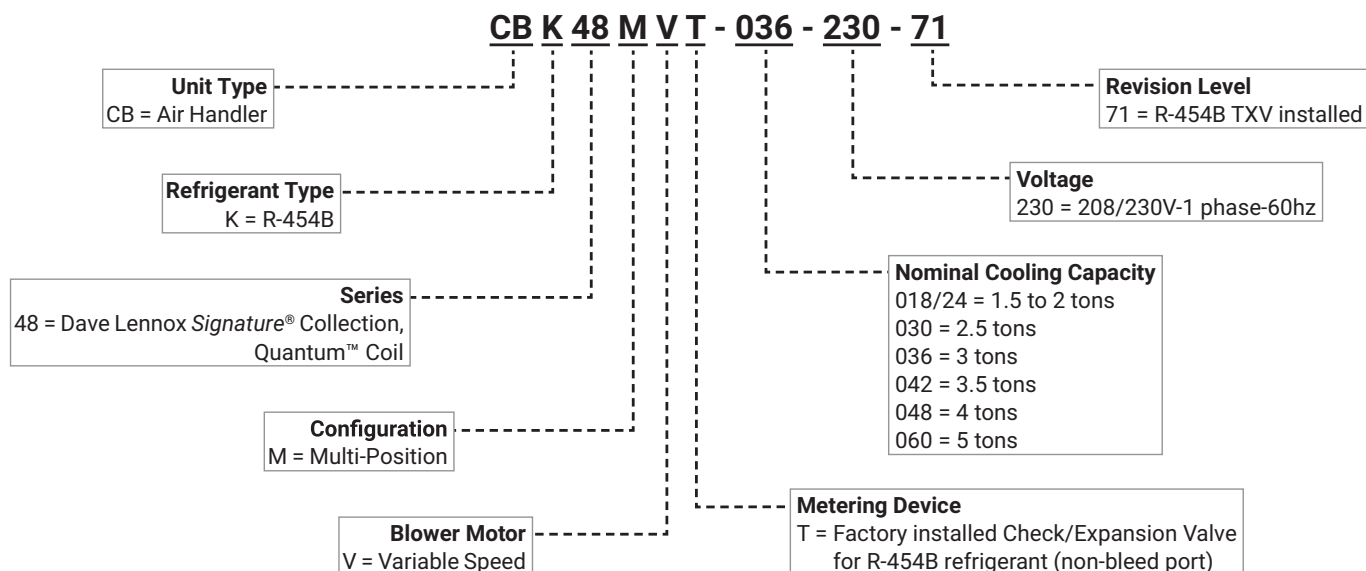 CB K 48 M V T - 036 - 230 - 71
Unit Type
CB = Air Handler
Refrigerant Type
K = R-454B
Series
48 = Dave Lennox Signature® Collection,
Quantum™ Coil
Configuration
M = Multi-Position
Blower Motor
V = Variable Speed
Revision Level
71 = R-454B TXV installed
Voltage
230 = 208/230V-1 phase-60hz
Nominal Cooling Capacity
018/24 = 1.5 to 2 tons
030 = 2.5 tons
036 = 3 tons
042 = 3.5 tons
048 = 4 tons
060 = 5 tons
Metering Device
T = Factory installed Check/Expansion Valve
for R-454B refrigerant (non-bleed port)